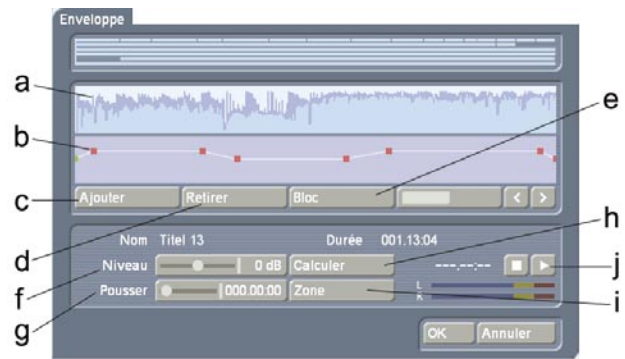 Enveloppe
a
b
e
c Ajouter Retirer Bloc < >
d
h
Nom Titel 13 Durée 001.13:04
f Niveau 0 dB Calculer --.--:-- j
g Pousser 000.00:00 Zone L R i
OK Annuler